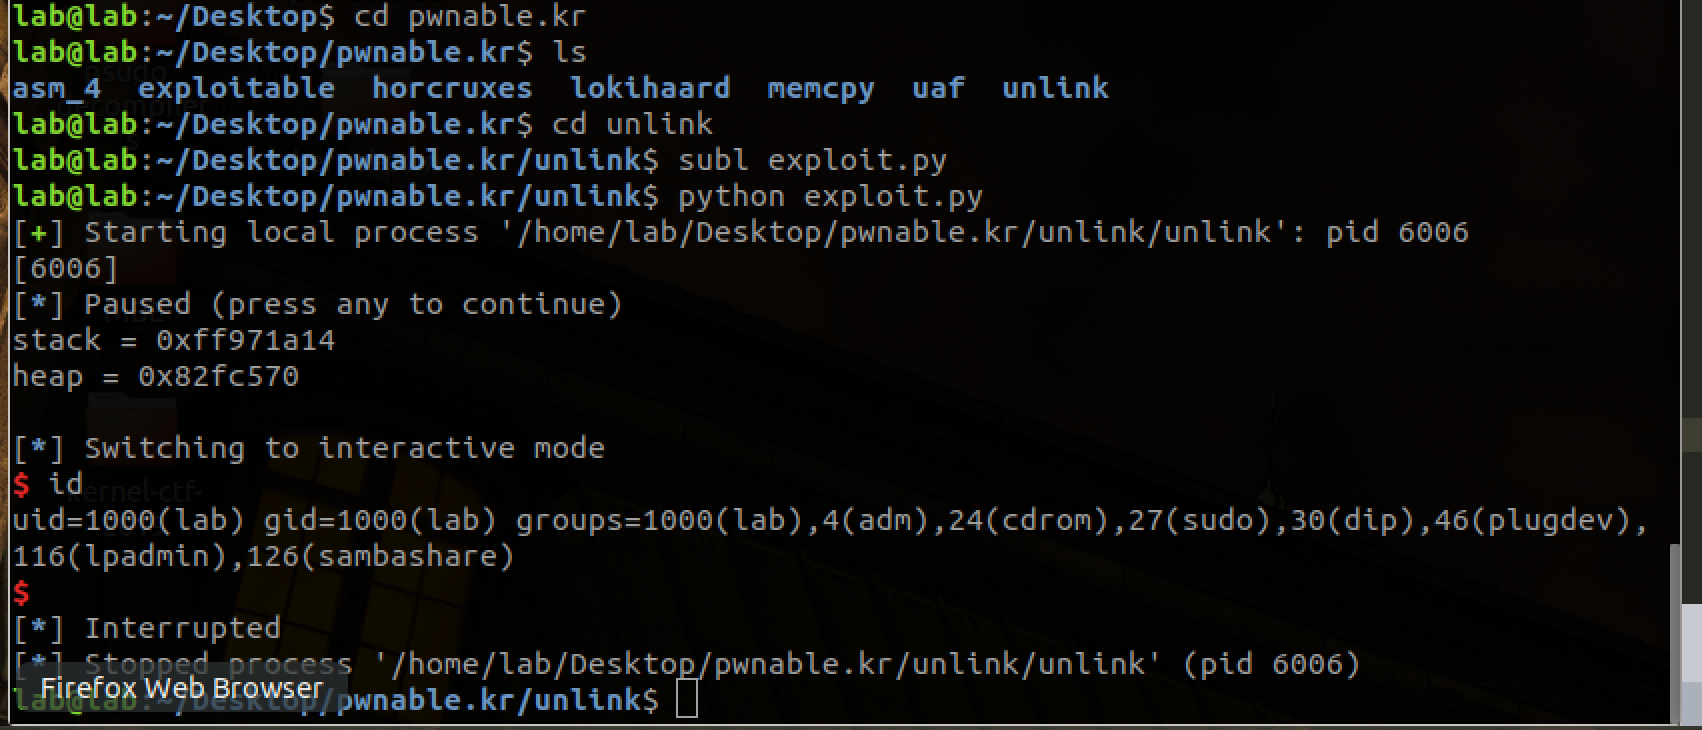 lab@lab:~/Desktop$ cd pwnable.kr
lab@lab:~/Desktop/pwnable.kr$ ls
asm_4  exploitable  horcruxes  lokihaard  memcpy  uaf  unlink
lab@lab:~/Desktop/pwnable.kr$ cd unlink
lab@lab:~/Desktop/pwnable.kr/unlink$ subl exploit.py
lab@lab:~/Desktop/pwnable.kr/unlink$ python exploit.py
[+] Starting local process '/home/lab/Desktop/pwnable.kr/unlink/unlink': pid 6006
[6006]
[*] Paused (press any to continue)
stack = 0xff971a14
heap = 0x82fc570
[*] Switching to interactive mode
$ id
kernel-ctf-
uid=1000(lab) gid=1000(lab) groups=1000(lab),4(adm),24(cdrom),27(sudo),30(dip),46(plugdev),
116(lpadmin),126(sambashare)
$
[*] Interrupted
[*] Stopped process '/home/lab/Desktop/pwnable.kr/unlink/unlink' (pid 6006)
Firefox Web Browser
lab@lab:~/Desktop/pwnable.kr/unlink$